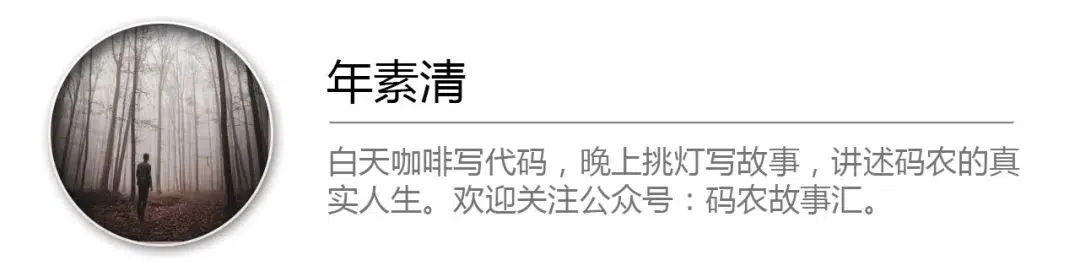 年素清
白天咖啡写代码，晚上挑灯写故事，讲述码农的真
实人生。欢迎关注公众号：码农故事汇。